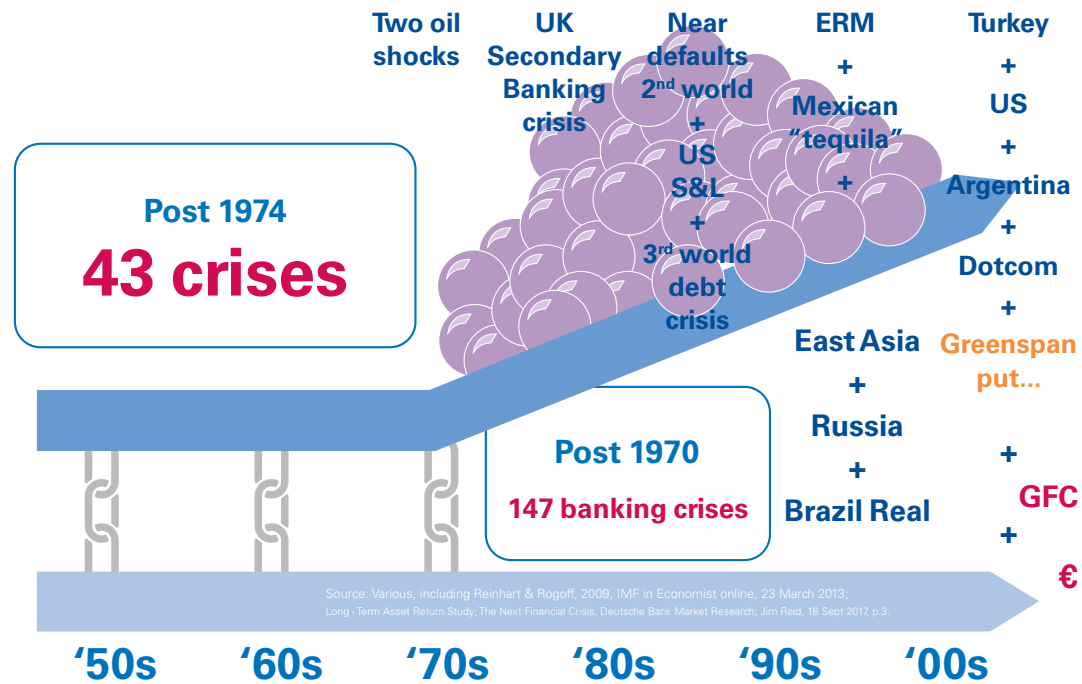 Two oil
shocks
UK
Secondary
Banking
crisis
Near
defaults
2nd world
+
US
S&L
+
3rd world
debt
crisis
ERM
+
Mexican
“tequila”
+
East Asia
+
Russia
+
Brazil Real
Turkey
+
US
+
Argentina
+
Dotcom
+
Greenspan
put...
+
GFC
+
€
Post 1974
43 crises
Post 1970
147 banking crises
Source: Various, including Reinhart & Rogoff, 2009, IMF in Economist online, 23 March 2013;
Long - Term Asset Return Study; The Next Financial Crisis, Deutsche Bank Market Research; Jim Reid, 18 Sept 2017, p.3.
‘50s ‘60s ‘70s ‘80s ‘90s ‘00s